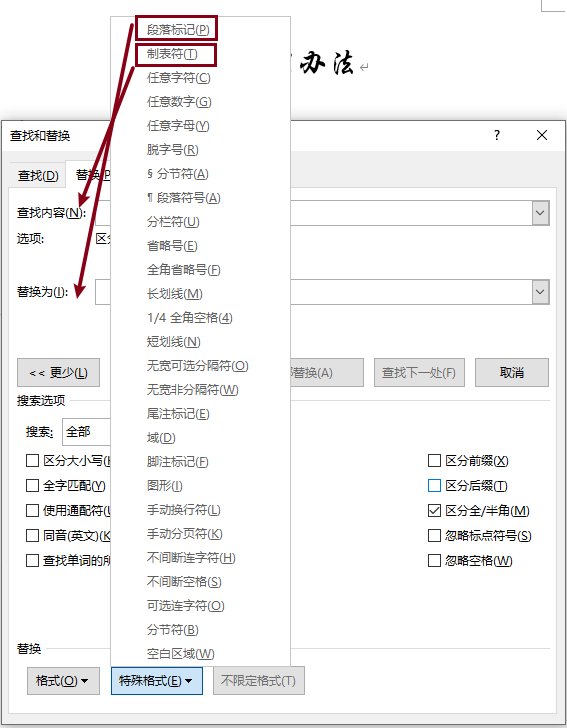 办法↵
查找和替换
?
查找(D)
替换(P
查找内容(N):
选项:
区分
替换为(I):
<< 更少(L)
部替换(A)
查找下一处(F)
取消
搜索选项
搜索:
全部
区分大小写(H
全字匹配(Y)
使用通配符(U
同音(英文)(K
查找单词的所
区分前缀(X)
区分后缀(T)
区分全/半角(M)
忽略标点符号(S)
忽略空格(W)
替换
格式(O)
特殊格式(E)
不限定格式(T)
段落标记(P)
制表符(T)
任意字符(C)
任意数字(G)
任意字母(Y)
脱字号(R)
§ 分节符(A)
¶ 段落符号(A)
分栏符(U)
省略号(E)
全角省略号(F)
长划线(M)
1/4 全角空格(4)
短划线(N)
无宽可选分隔符(O)
无宽非分隔符(W)
尾注标记(E)
域(D)
脚注标记(F)
图形(I)
手动换行符(L)
手动分页符(K)
不间断连字符(H)
不间断空格(S)
可选连字符(O)
分节符(B)
空白区域(W)